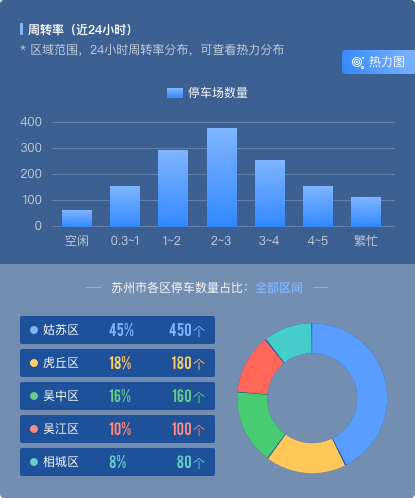 周转率（近24小时）
* 区域范围，24小时周转率分布，可查看热力分布
热力图
停车场数量
400
300
200
100
0
空闲 0.3~1 1~2 2~3 3~4 4~5 繁忙
苏州市各区停车数量占比：全部区间
姑苏区 45% 450个
虎丘区 18% 180个
吴中区 16% 160个
吴江区 10% 100个
相城区 8% 80个